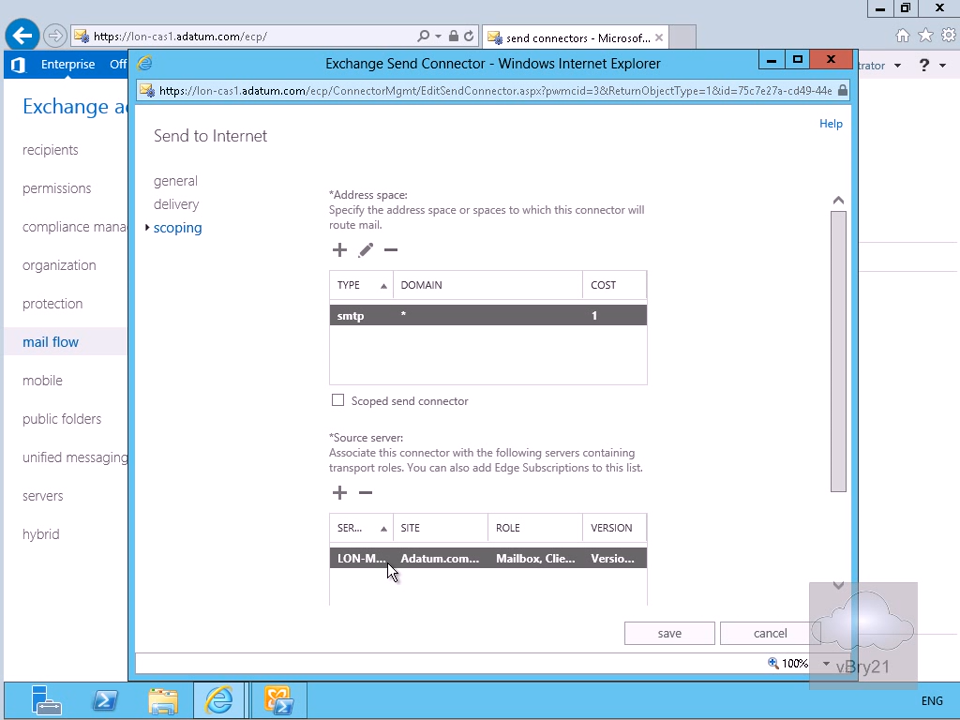 https://lon-cas1.adatum.com/ecp/
send connectors - Microsof...
Enterprise Off
trator ?
Exchange Send Connector - Windows Internet Explorer
https://lon-cas1.adatum.com/ecp/ConnectorMgmt/EditSendConnector.aspx?pwmcid=3&ReturnObjectType=1&id=75c7e27a-cd49-44e
Exchange a
Help
Send to Internet
recipients
permissions
compliance mana
organization
protection
mail flow
mobile
public folders
unified messaging
servers
hybrid
general
delivery
scoping
*Address space:
Specify the address space or spaces to which this connector will
route mail.
TYPE DOMAIN COST
smtp * 1
Scoped send connector
*Source server:
Associate this connector with the following servers containing
transport roles. You can also add Edge Subscriptions to this list.
SER... SITE ROLE VERSION
LON-M... Adatum.com... Mailbox, Clie... Versio...
save cancel
100%
vBry21
ENG